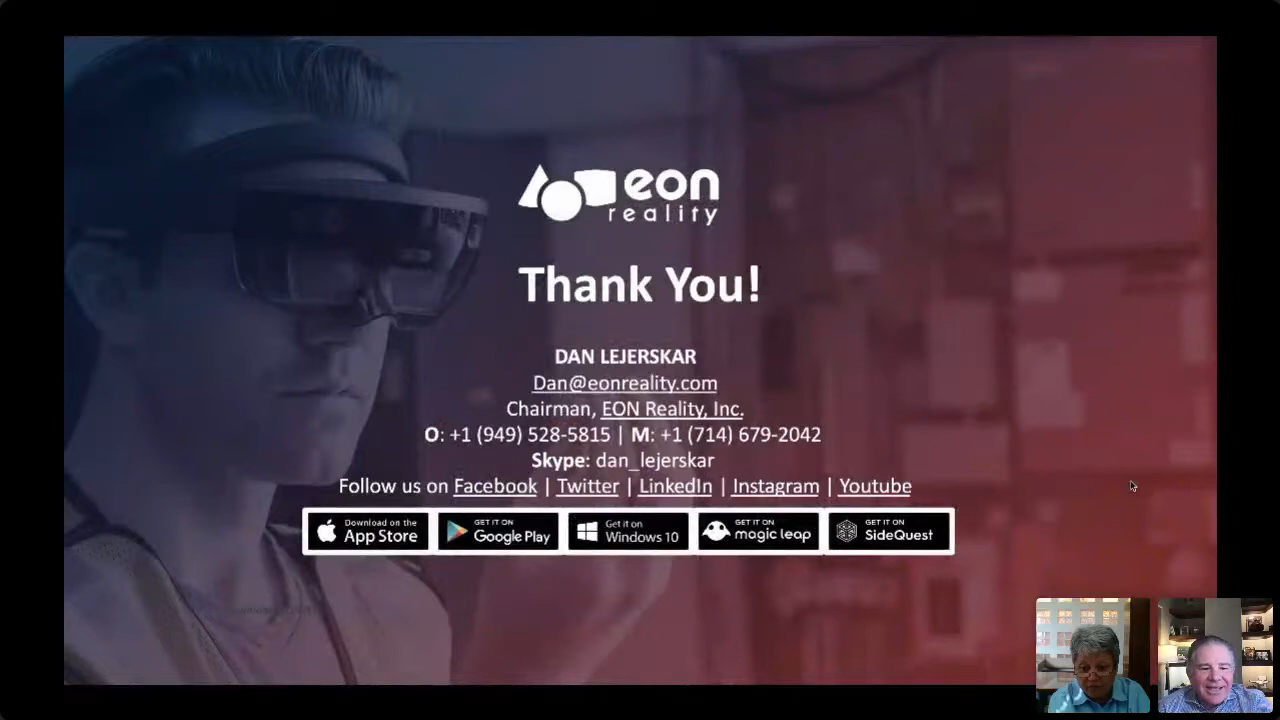 eon
reality
Thank You!
DAN LEJERSKAR
Dan@eonreality.com
Chairman, EON Reality, Inc.
O: +1 (949) 528-5815 | M: +1 (714) 679-2042
Skype: dan_lejerskar
Follow us on Facebook | Twitter | LinkedIn | Instagram | Youtube
Download on the App Store
GET IT ON Google Play
Get it on Windows 10
GET IT ON magic leap
GET IT ON SideQuest